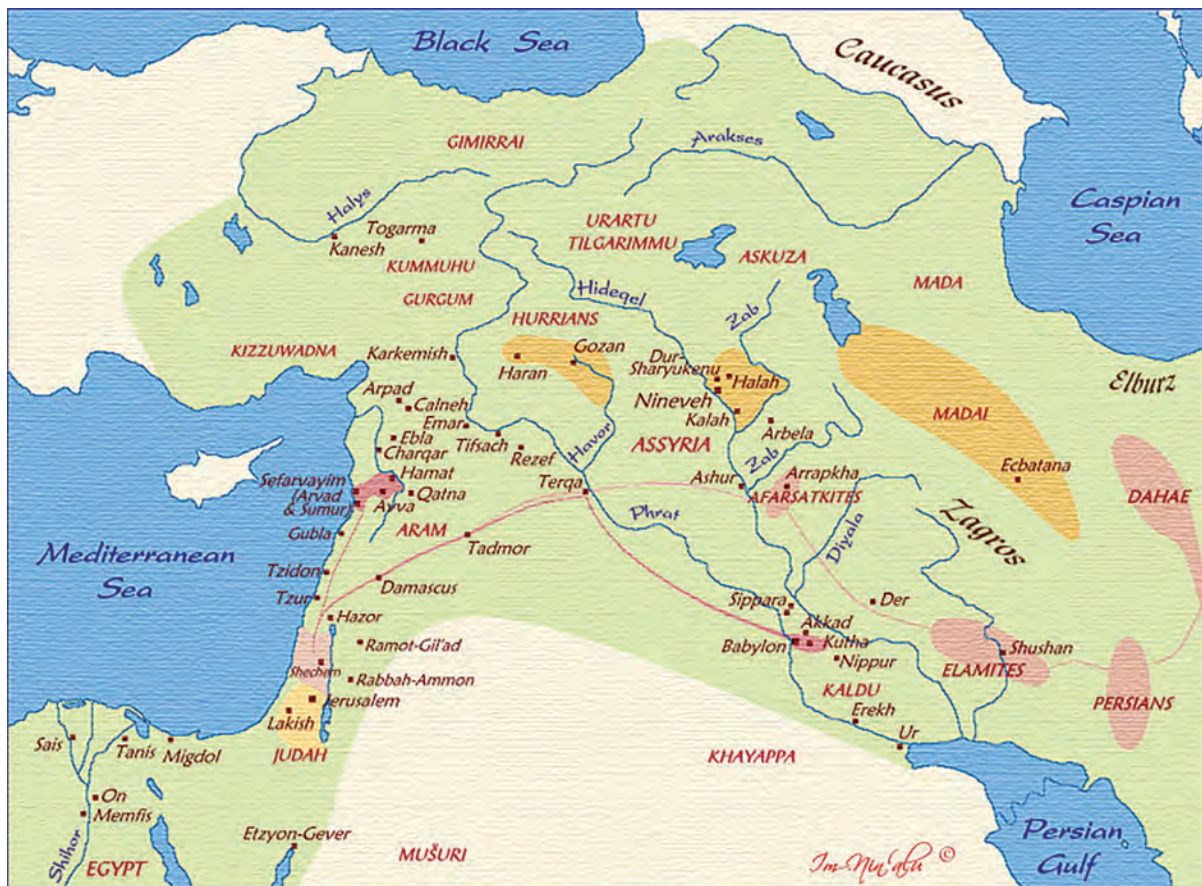 Black Sea
Caucasus
GIMIRRAI
Arakses
Caspian
Sea
Halys
Togarma
Kanesh
KUMMUHU
URARTU
TILGARIMMU
ASKUZA
MADA
GURGUM
Hideqel
Zab
HURRIANS
KIZZUWADNA
Karkemish
Haran
Gozan
Dur-
Sharyukenu
Halah
Nineveh
Kalah
Elburz
MADAI
Arpad
Calneh
Emar
Tifsach
Rezef
Havor
ASSYRIA
Arbela
Zab
Ebla
Charqar
Hamat
Sefarvayim
(Arvad
& Sumur)
Ayva
Qatna
Terqa
Ashur
Arrapkha
AFARSATKITES
Ecbatana
DAHAE
ARAM
Gubla
Tadmor
Phrat
Diyala
Zagros
Mediterranean
Sea
Tzidon
Tzur
Damascus
Hazor
Sippara
Akkad
Der
Babylon
Kutha
Nippur
Shushan
ELAMITES
PERSIANS
Ramot-Gil'ad
Shechem
Rabbah-Ammon
Jerusalem
Lakish
JUDAH
KALDU
Erekh
Ur
Sais
Tanis
Migdol
KHAYAPPA
On
Memfis
Shihor
EGYPT
Etzyon-Gever
MUŠURI
Persian
Gulf
Im Nin'alu ©